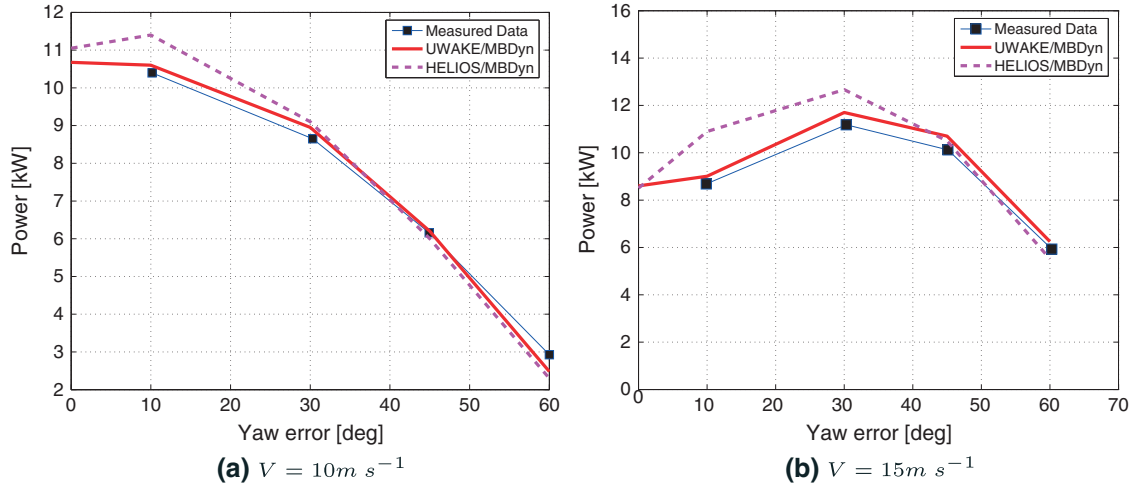 12
11
10
9
8
7
6
5
4
3
2
Power [kW]
0 10 20 30 40 50 60
Yaw error [deg]
Measured Data
UWAKE/MBDyn
HELIOS/MBDyn
(a) V = 10m s⁻¹
16
14
12
10
8
6
4
2
0
Power [kW]
0 10 20 30 40 50 60 70
Yaw error [deg]
Measured Data
UWAKE/MBDyn
HELIOS/MBDyn
(b) V = 15m s⁻¹